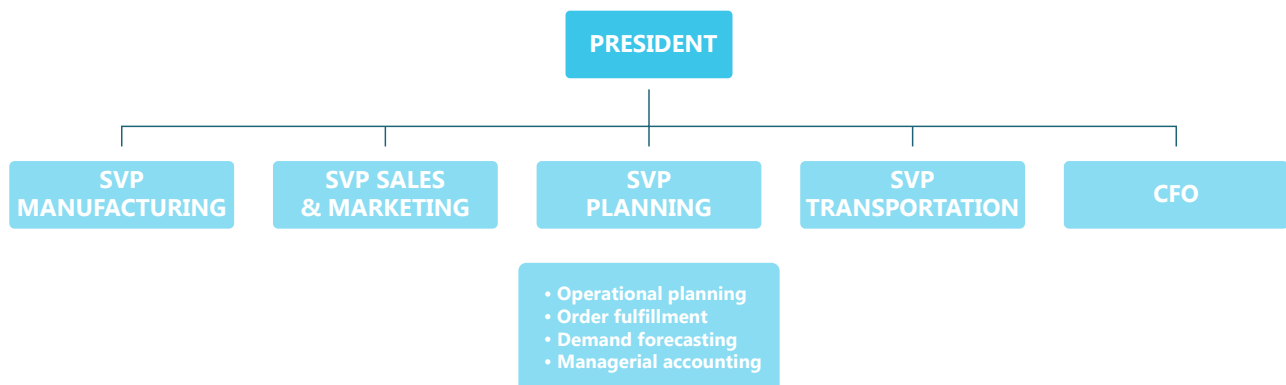 PRESIDENT
SVP
MANUFACTURING
SVP SALES
& MARKETING
SVP
PLANNING
SVP
TRANSPORTATION
CFO
• Operational planning
• Order fulfillment
• Demand forecasting
• Managerial accounting